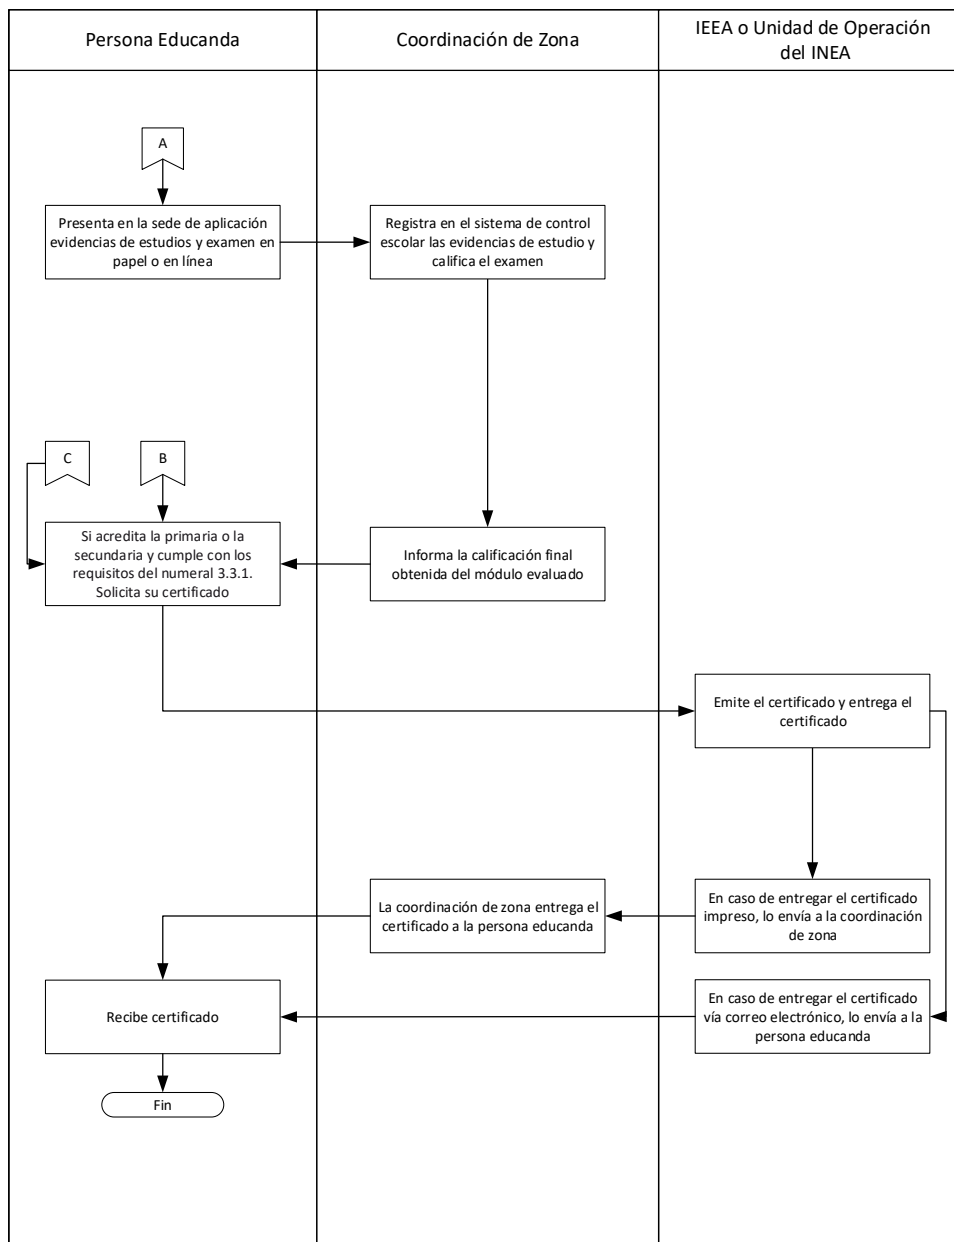 Persona Educanda
Coordinación de Zona
IEEA o Unidad de Operación
del INEA
A
Presenta en la sede de aplicación
evidencias de estudios y examen en
papel o en línea
Registra en el sistema de control
escolar las evidencias de estudio y
califica el examen
C
B
Si acredita la primaria o la
secundaria y cumple con los
requisitos del numeral 3.3.1.
Solicita su certificado
Informa la calificación final
obtenida del módulo evaluado
Emite el certificado y entrega el
certificado
En caso de entregar el certificado
impreso, lo envía a la coordinación
de zona
La coordinación de zona entrega el
certificado a la persona educanda
Recibe certificado
En caso de entregar el certificado
vía correo electrónico, lo envía a la
persona educanda
Fin